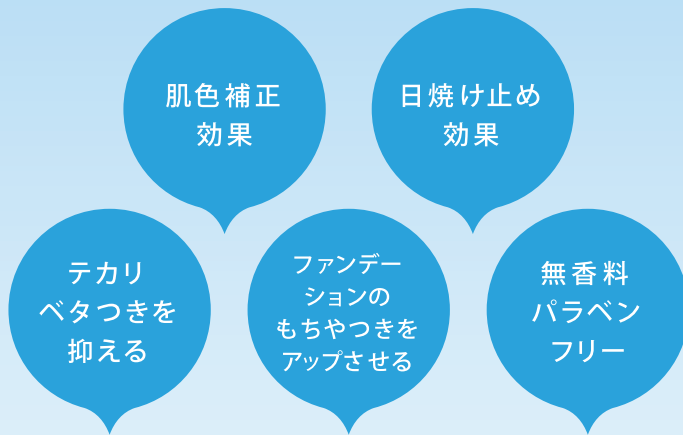 肌色補正
効果
日焼け止め
効果
テカリ
ベタつきを
抑える
ファンデー
ションの
もちやつきを
アップさせる
無香料
パラベン
フリー